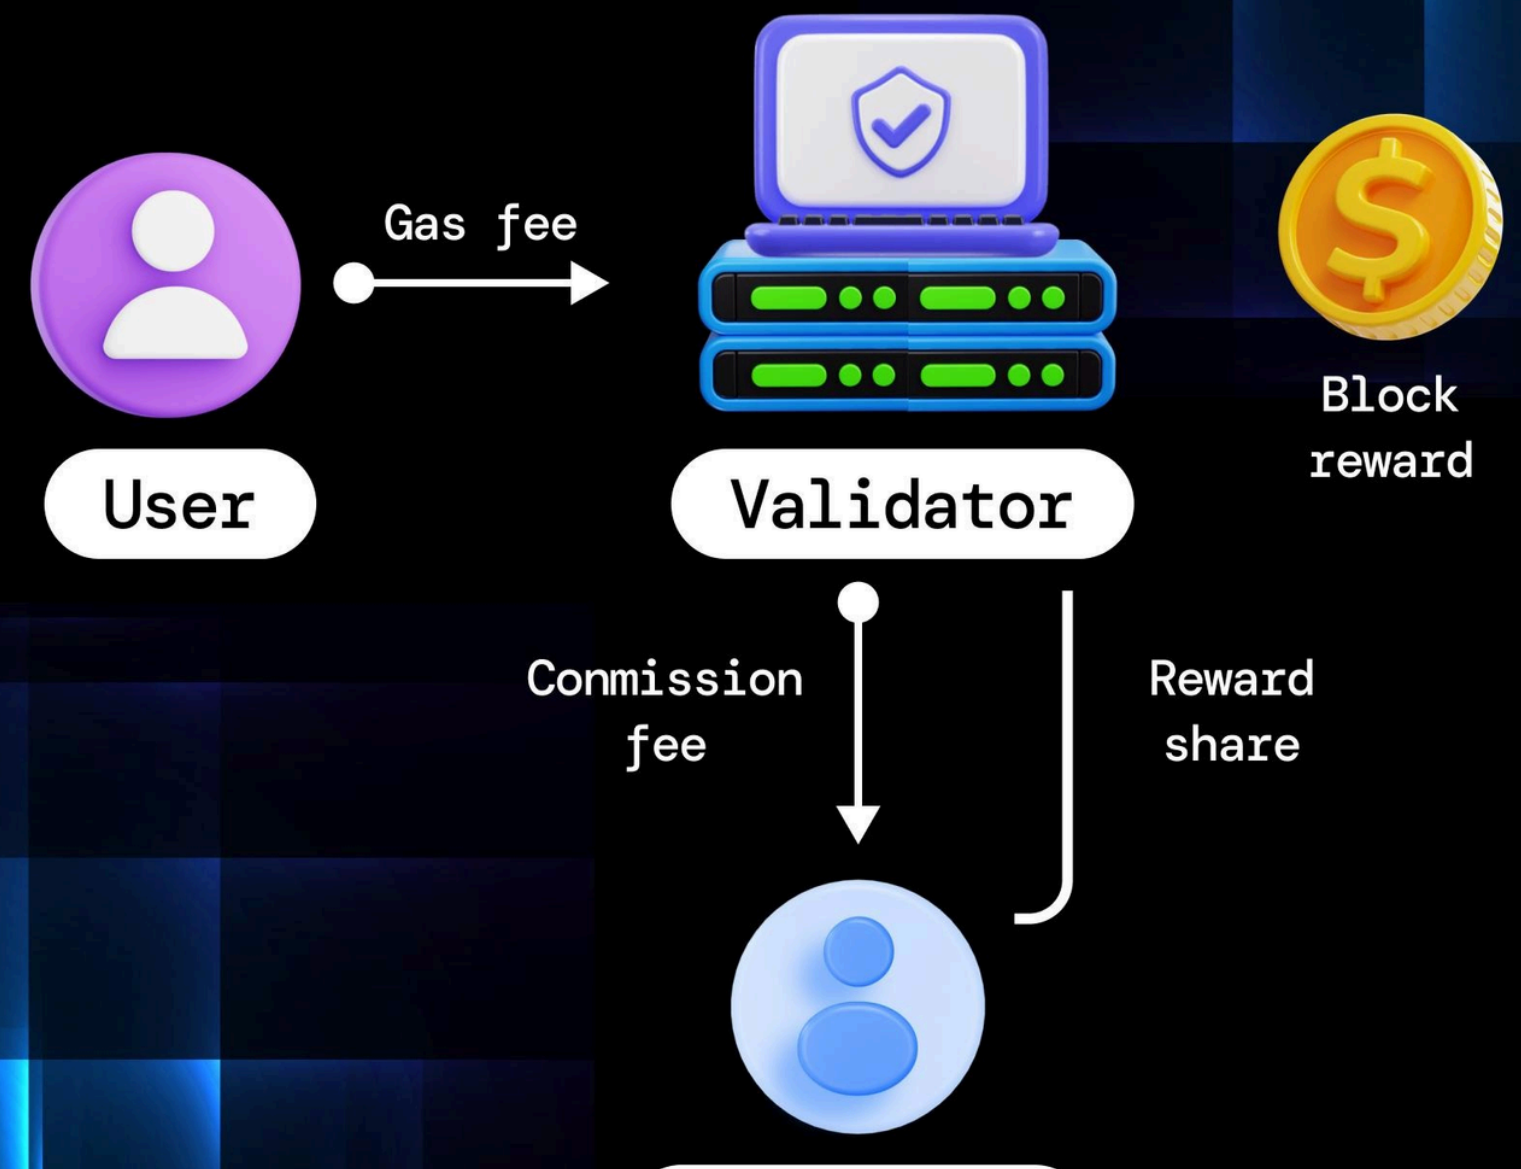 Gas fee
Block
reward
User
Validator
Conmission
fee
Reward
share